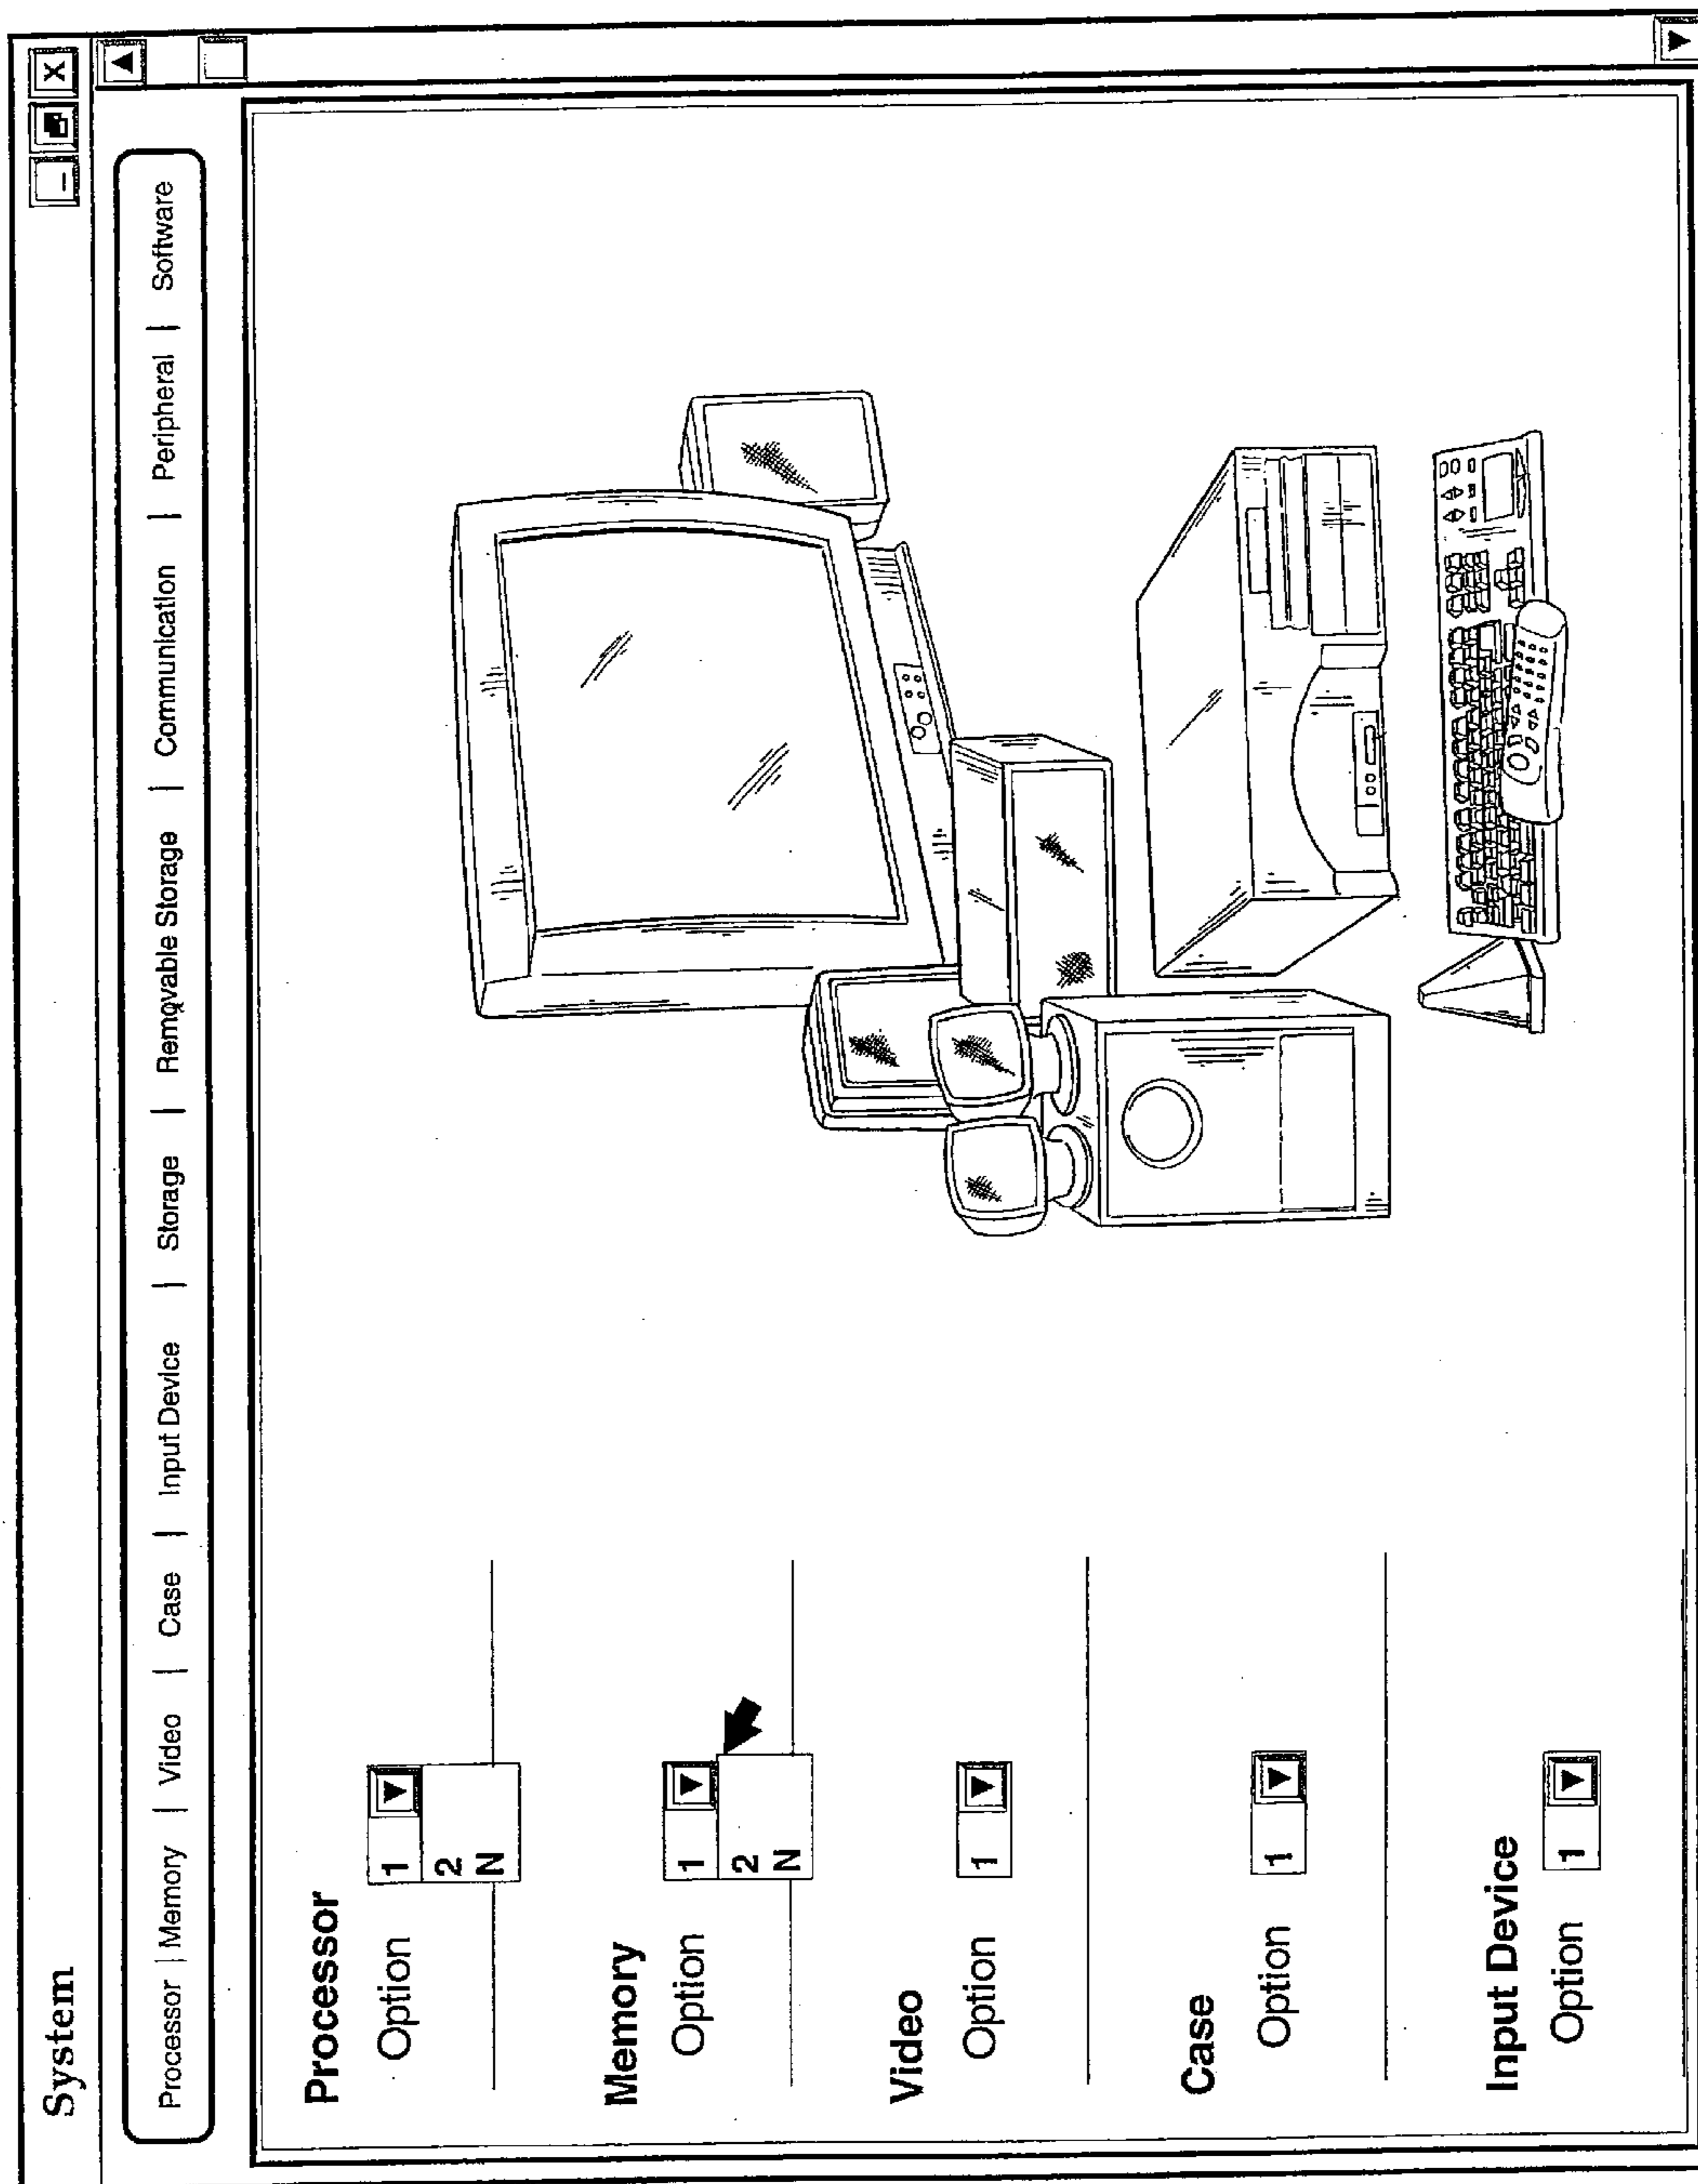 System
_ X
Processor | Memory | Video | Case | Input Device | Storage | Removable Storage | Communication | Peripheral | Software
Processor
Option 1
2
N
Memory
Option 1
2
N
Video
Option 1
Case
Option 1
Input Device
Option 1